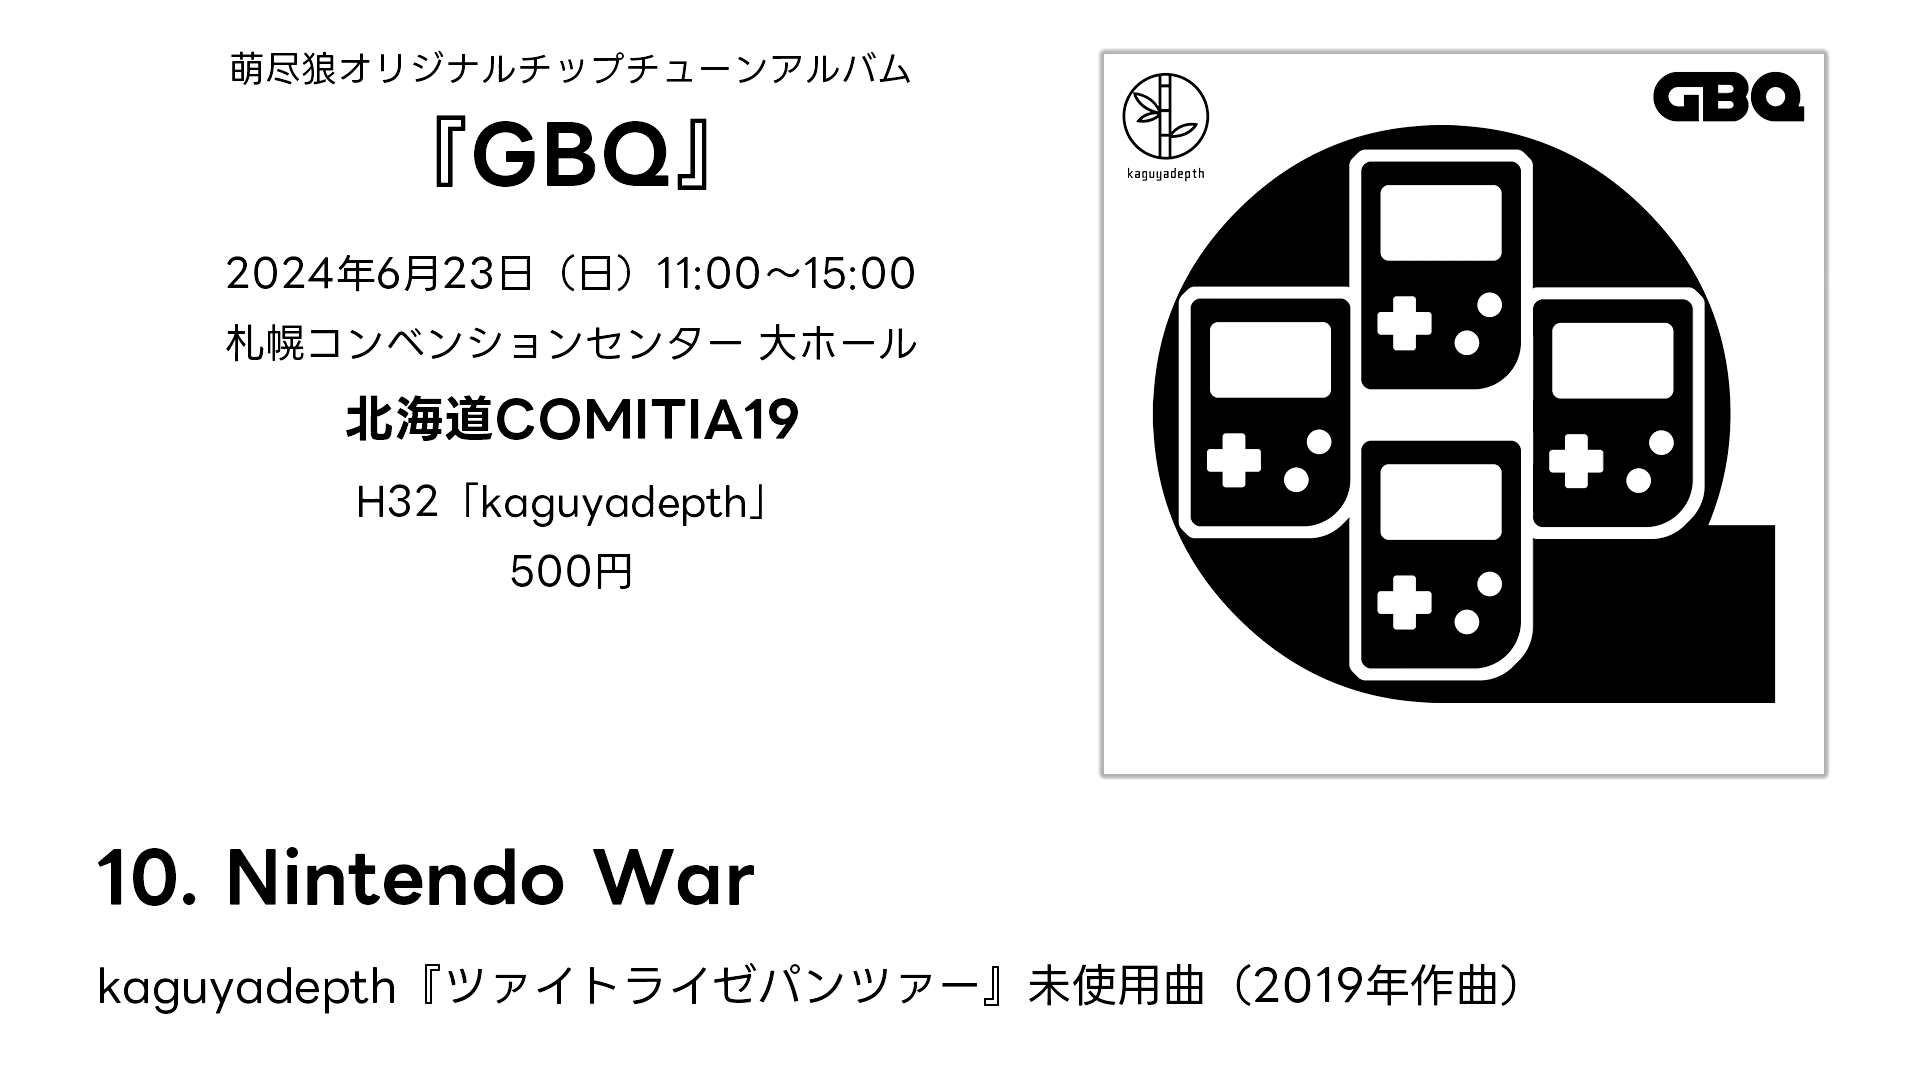 萌尽狼オリジナルチップチューンアルバム
『GBQ』
2024年6月23日（日）11:00〜15:00
札幌コンベンションセンター 大ホール
北海道COMITIA19
H32「kaguyadepth」
500円
kaguyadepth
GBQ
10. Nintendo War
kaguyadepth『ツァイトライゼパンツァー』未使用曲（2019年作曲）